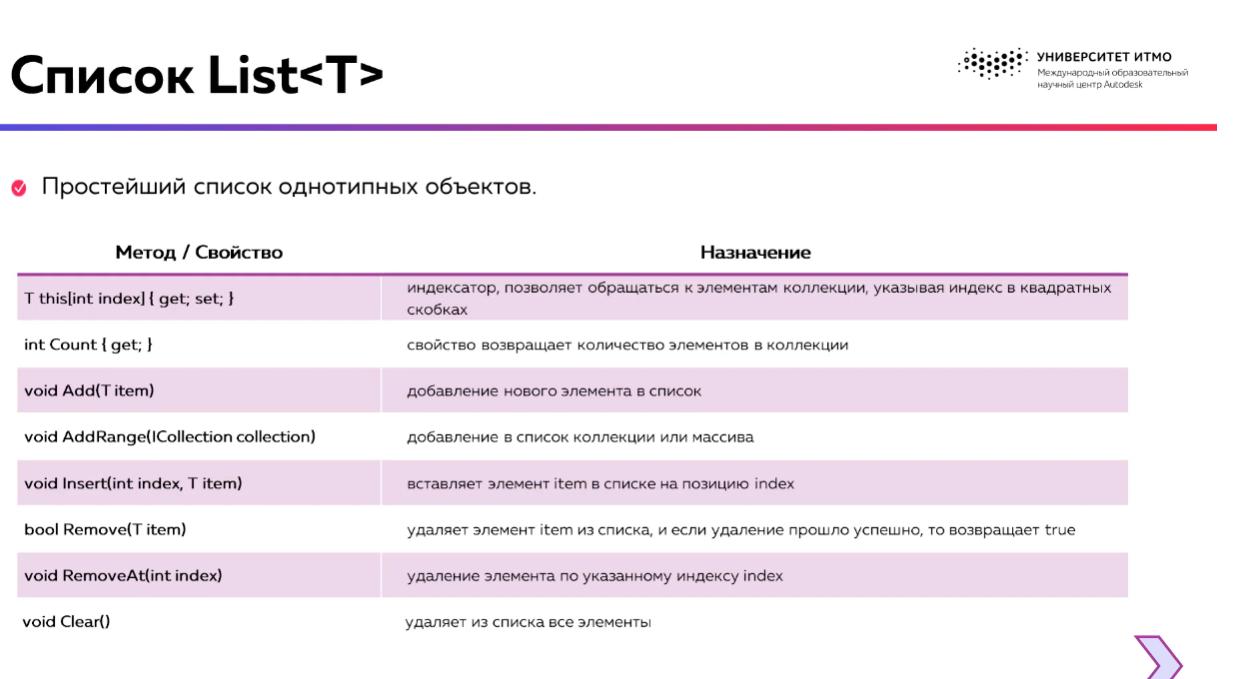 Список List<T>
УНИВЕРСИТЕТ ИТМО
Международный образовательный
научный центр Autodesk
Простейший список однотипных объектов.
Метод / Свойство Назначение
T this[int index] { get; set; } индексатор, позволяет обращаться к элементам коллекции, указывая индекс в квадратных
скобках
int Count { get; } свойство возвращает количество элементов в коллекции
void Add(T item) добавление нового элемента в список
void AddRange(ICollection collection) добавление в список коллекции или массива
void Insert(int index, T item) вставляет элемент item в списке на позицию index
bool Remove(T item) удаляет элемент item из списка, и если удаление прошло успешно, то возвращает true
void RemoveAt(int index) удаление элемента по указанному индексу index
void Clear() удаляет из списка все элементы